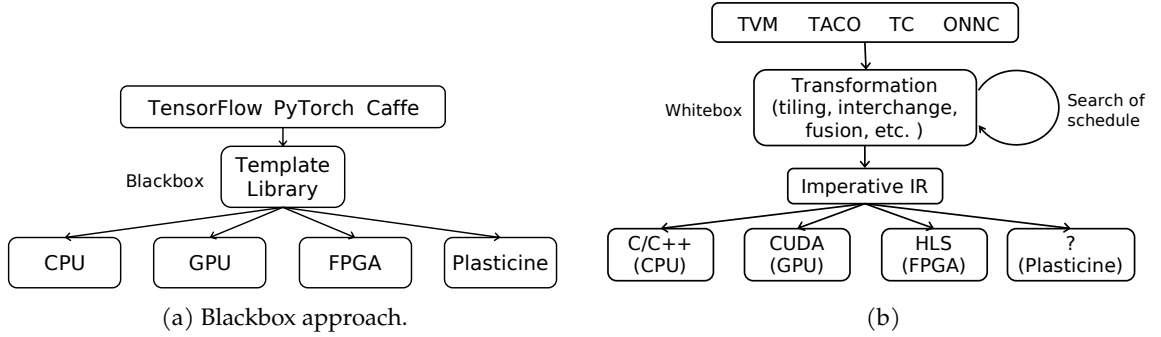 TensorFlow PyTorch Caffe
Blackbox
Template
Library
CPU
GPU
FPGA
Plasticine
(a) Blackbox approach.
TVM TACO TC ONNC
Whitebox
Transformation
(tiling, interchange,
fusion, etc. )
Search of
schedule
Imperative IR
C/C++
(CPU)
CUDA
(GPU)
HLS
(FPGA)
?
(Plasticine)
(b)